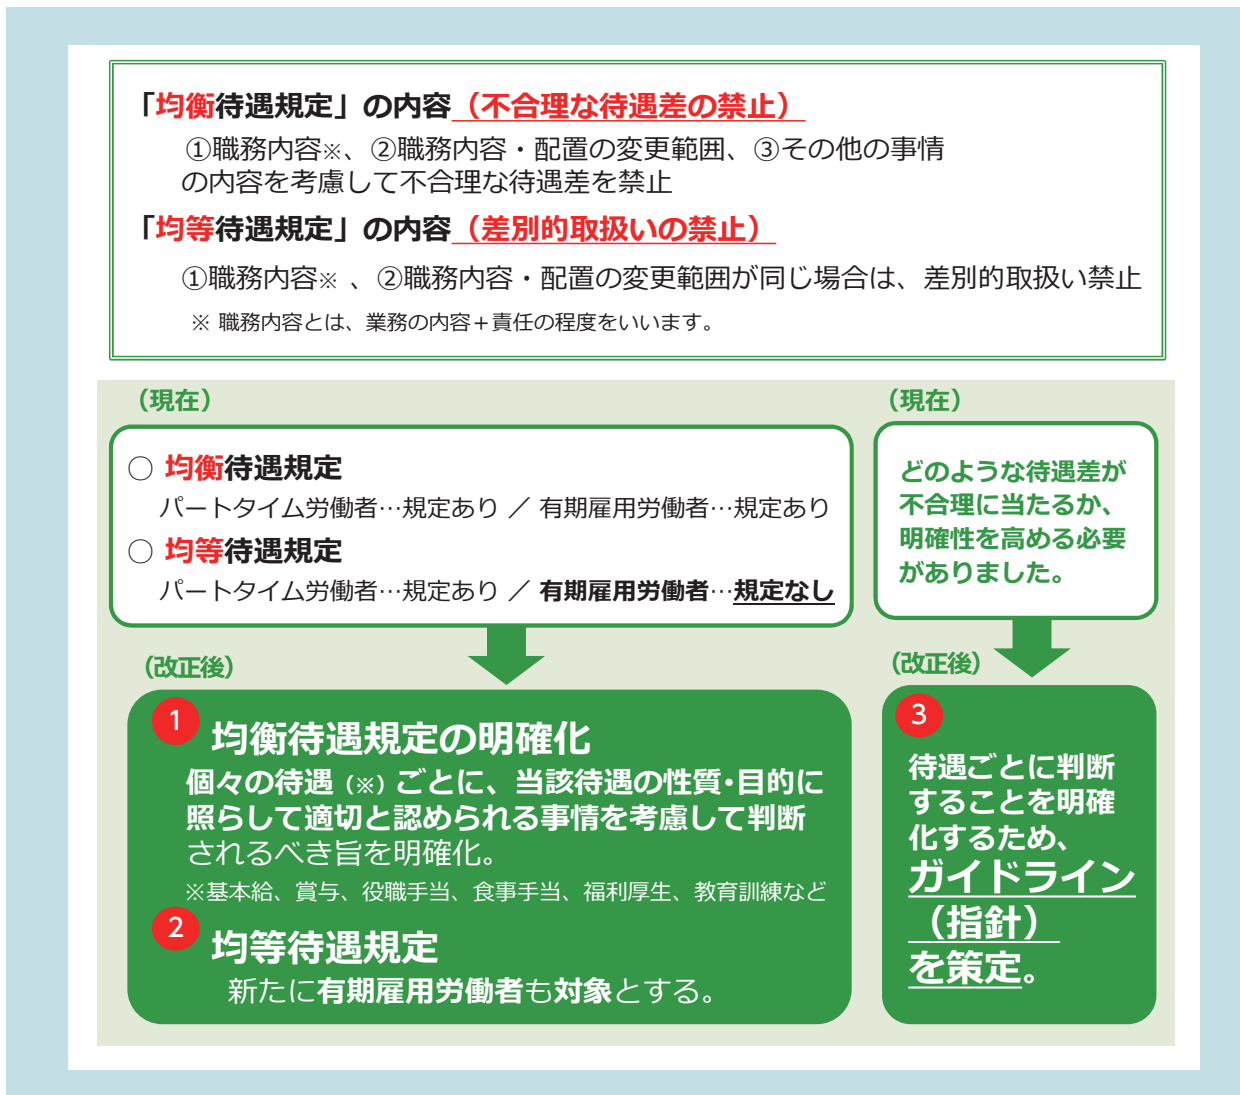 「均衡待遇規定」の内容（不合理な待遇差の禁止）
①職務内容※、②職務内容・配置の変更範囲、③その他の事情
の内容を考慮して不合理な待遇差を禁止
「均等待遇規定」の内容（差別的取扱いの禁止）
①職務内容※ 、②職務内容・配置の変更範囲が同じ場合は、差別的取扱い禁止
※ 職務内容とは、業務の内容＋責任の程度をいいます。
（現在）
○ 均衡待遇規定
パートタイム労働者…規定あり ／ 有期雇用労働者…規定あり
○ 均等待遇規定
パートタイム労働者…規定あり ／ 有期雇用労働者…規定なし
（改正後）
1
均衡待遇規定の明確化
個々の待遇（※）ごとに、当該待遇の性質・目的に
照らして適切と認められる事情を考慮して判断
されるべき旨を明確化。
※基本給、賞与、役職手当、食事手当、福利厚生、教育訓練など
2
均等待遇規定
新たに有期雇用労働者も対象とする。
（現在）
どのような待遇差が
不合理に当たるか、
明確性を高める必要
がありました。
（改正後）
3
待遇ごとに判断
することを明確
化するため、
ガイドライン
（指針）
を策定。